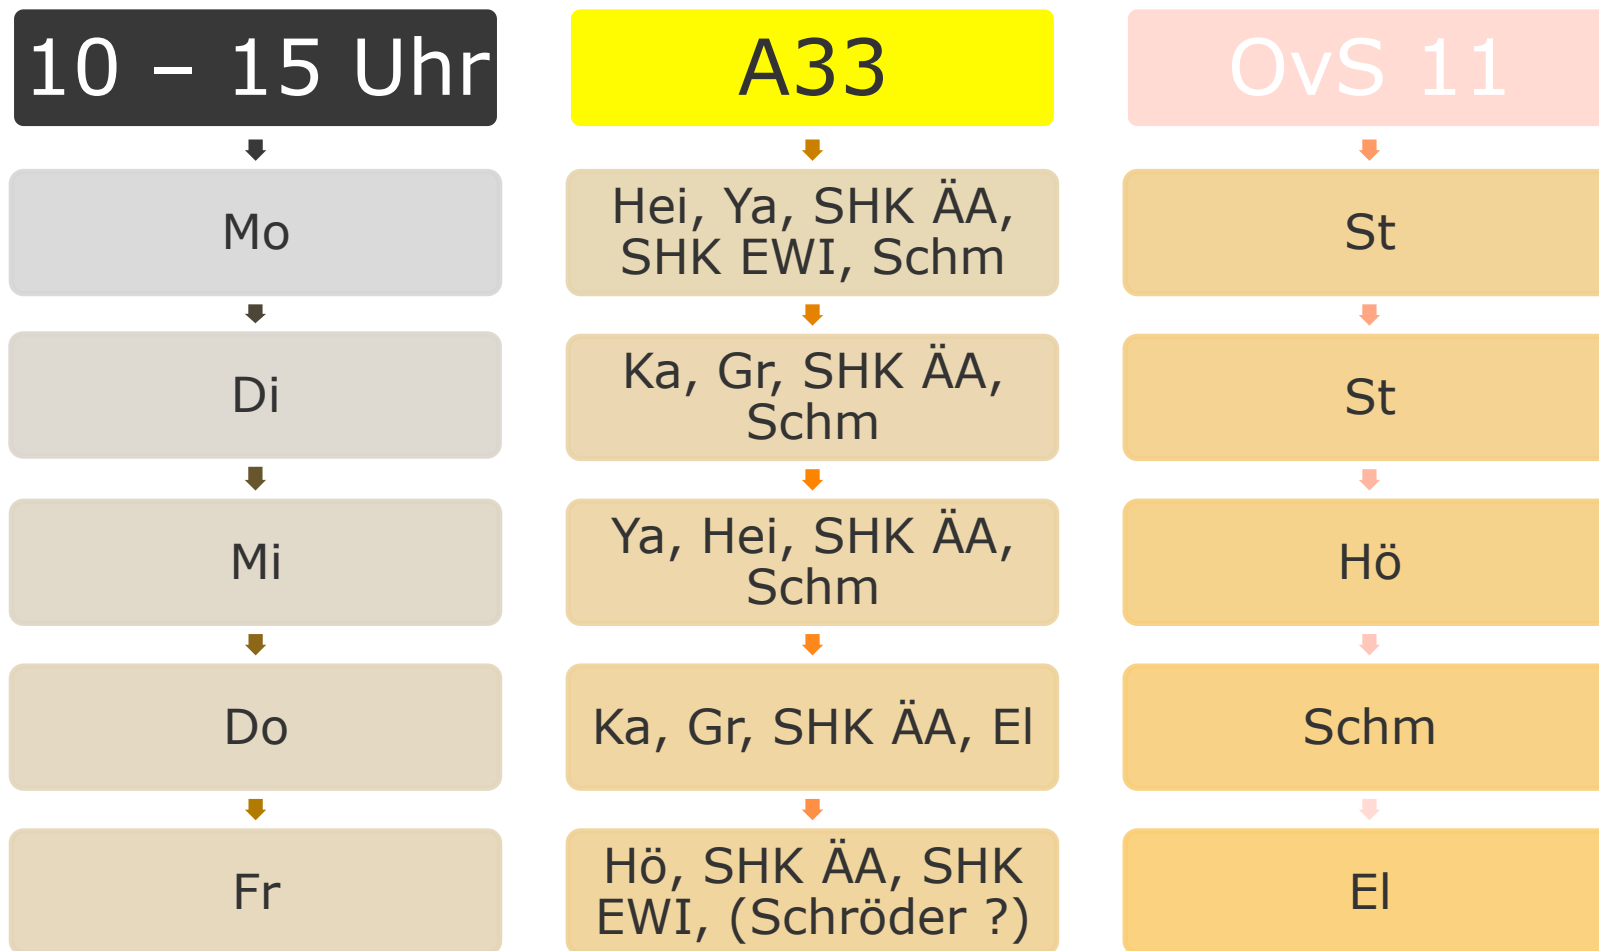 10 – 15 Uhr
A33
OvS 11
Mo
Hei, Ya, SHK ÄA,
SHK EWI, Schm
St
Di
Ka, Gr, SHK ÄA,
Schm
St
Mi
Ya, Hei, SHK ÄA,
Schm
Hö
Do
Ka, Gr, SHK ÄA, El
Schm
Fr
Hö, SHK ÄA, SHK
EWI, (Schröder ?)
El